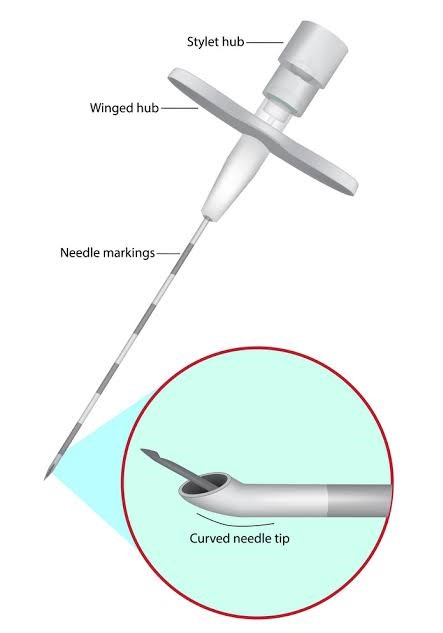 Stylet hub
Winged hub
Needle markings
Curved needle tip